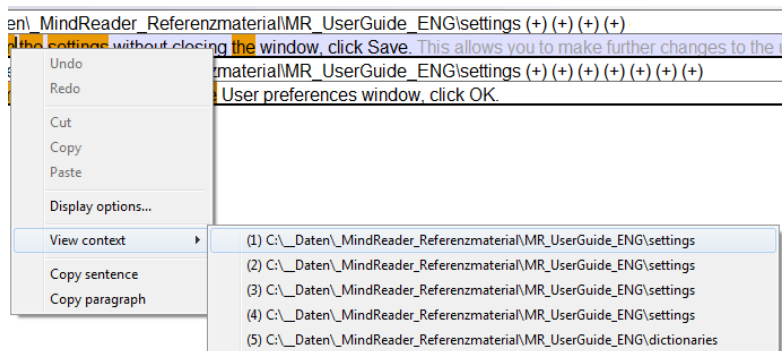 en\_MindReader_Referenzmaterial\MR_UserGuide_ENG\settings (+) (+) (+) (+)
the settings without closing the window, click Save. This allows you to make further changes to the
zmaterial\MR_UserGuide_ENG\settings (+) (+) (+) (+) (+) (+) (+)
User preferences window, click OK.
Undo
Redo
Cut
Copy
Paste
Display options...
View context
Copy sentence
Copy paragraph
(1) C:\__Daten\_MindReader_Referenzmaterial\MR_UserGuide_ENG\settings
(2) C:\__Daten\_MindReader_Referenzmaterial\MR_UserGuide_ENG\settings
(3) C:\__Daten\_MindReader_Referenzmaterial\MR_UserGuide_ENG\settings
(4) C:\__Daten\_MindReader_Referenzmaterial\MR_UserGuide_ENG\settings
(5) C:\__Daten\_MindReader_Referenzmaterial\MR_UserGuide_ENG\dictionaries